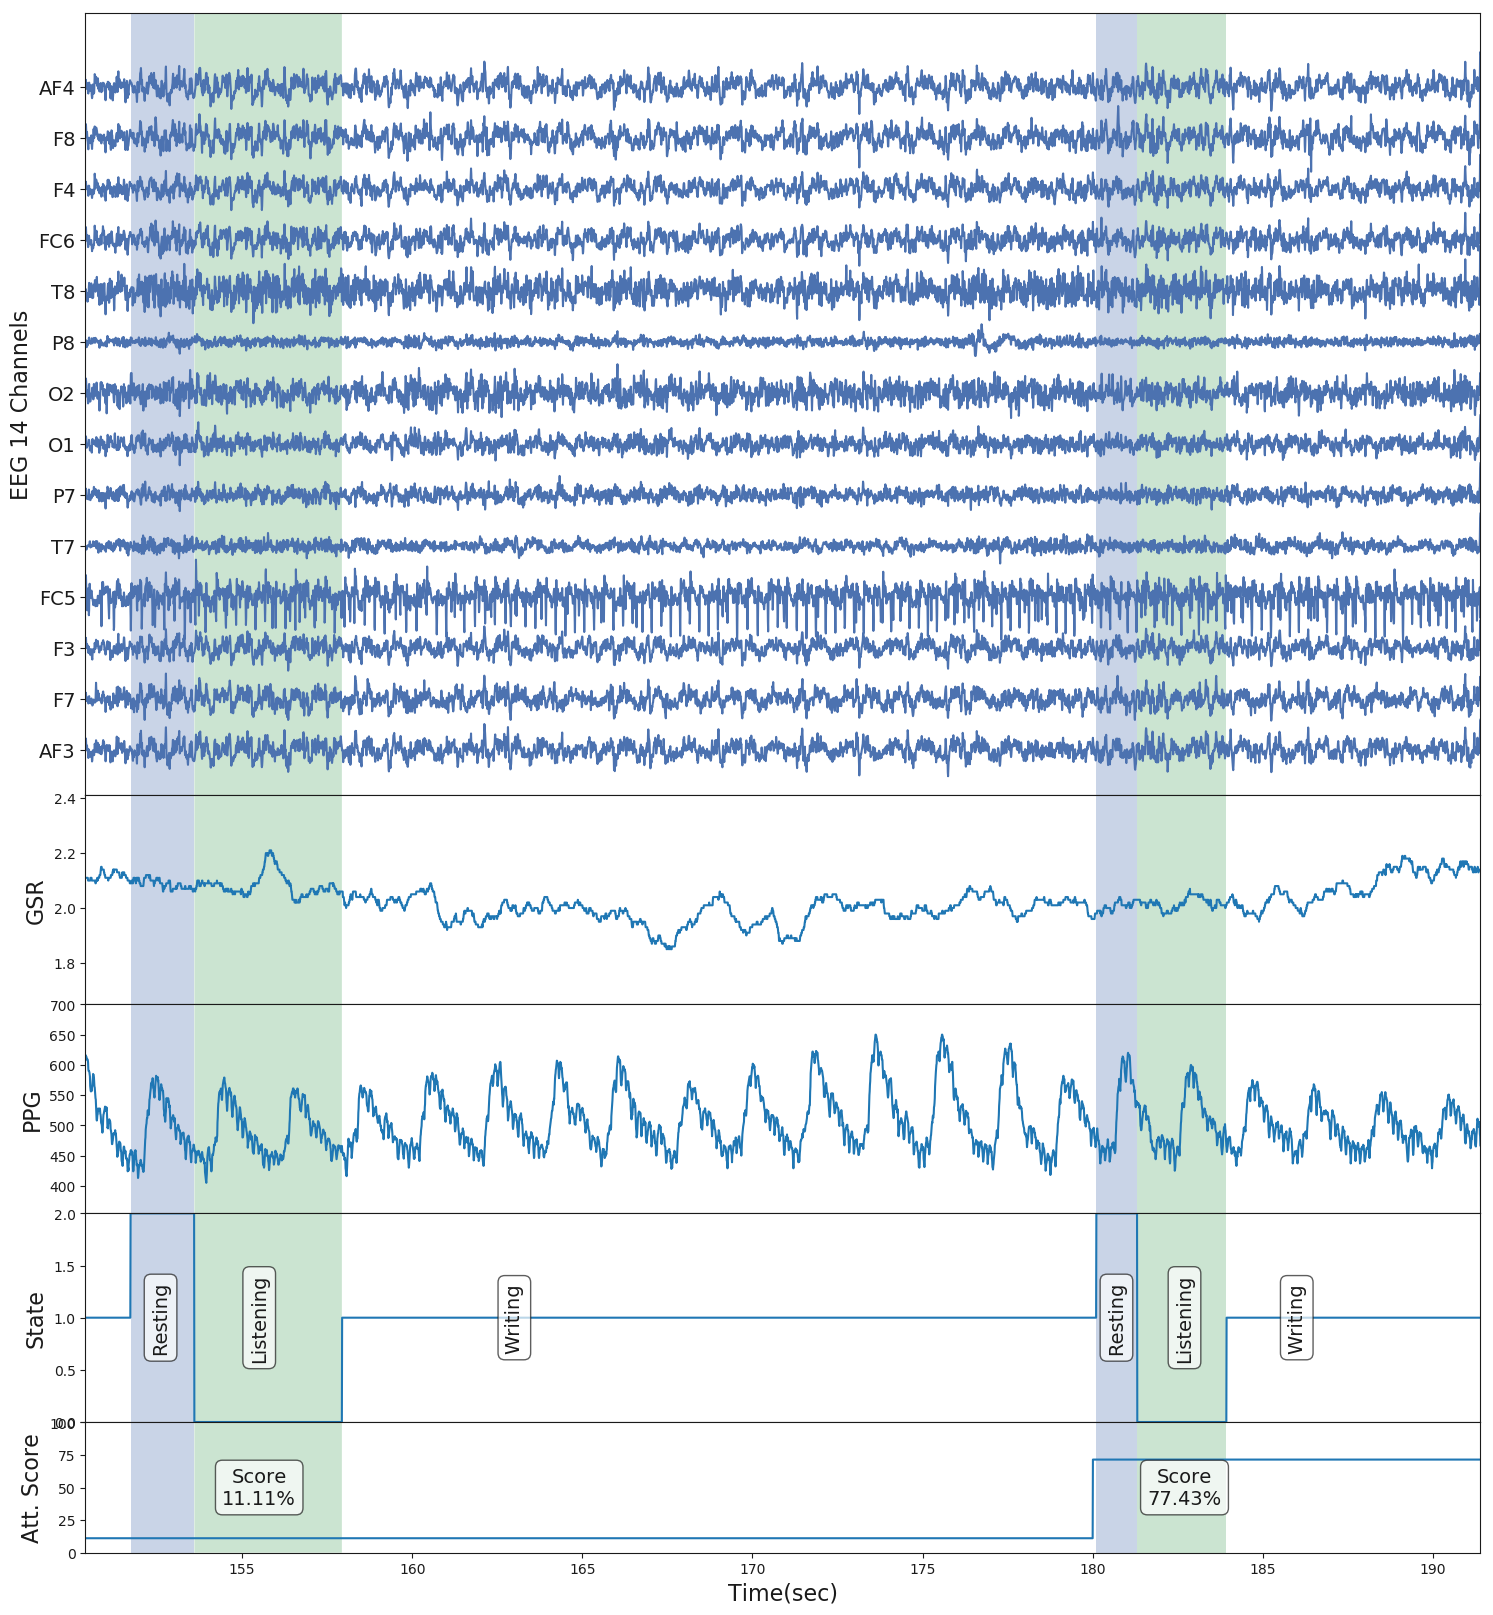 EEG 14 Channels
AF4
F8
F4
FC6
T8
P8
O2
O1
P7
T7
FC5
F3
F7
AF3
GSR
2.4
2.2
2.0
1.8
PPG
700
650
600
550
500
450
400
State
2.0
1.5
1.0
0.5
0.0
Resting
Listening
Writing
Resting
Listening
Writing
Att. Score
100
75
50
25
0
Score
11.11%
Score
77.43%
155
160
165
170
175
180
185
190
Time(sec)